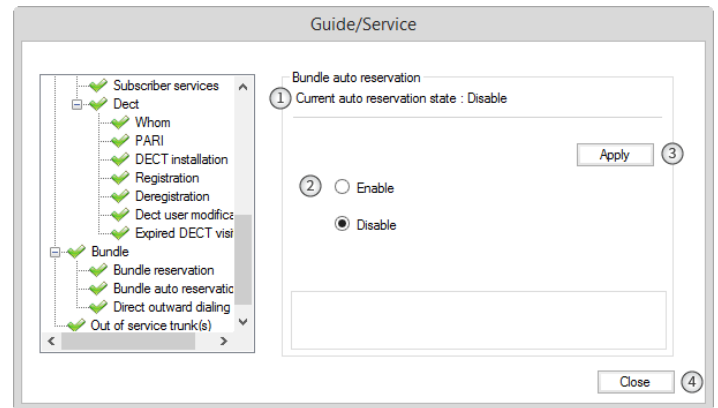 Guide/Service
Subscriber services
Dect
Whom
PARI
DECT installation
Registration
Deregistration
Dect user modifica
Expired DECT visi
Bundle
Bundle reservation
Bundle auto reservatio
Direct outward dialing
Out of service trunk(s)
Bundle auto reservation
1 Current auto reservation state : Disable
Apply 3
2 Enable
Disable
Close 4